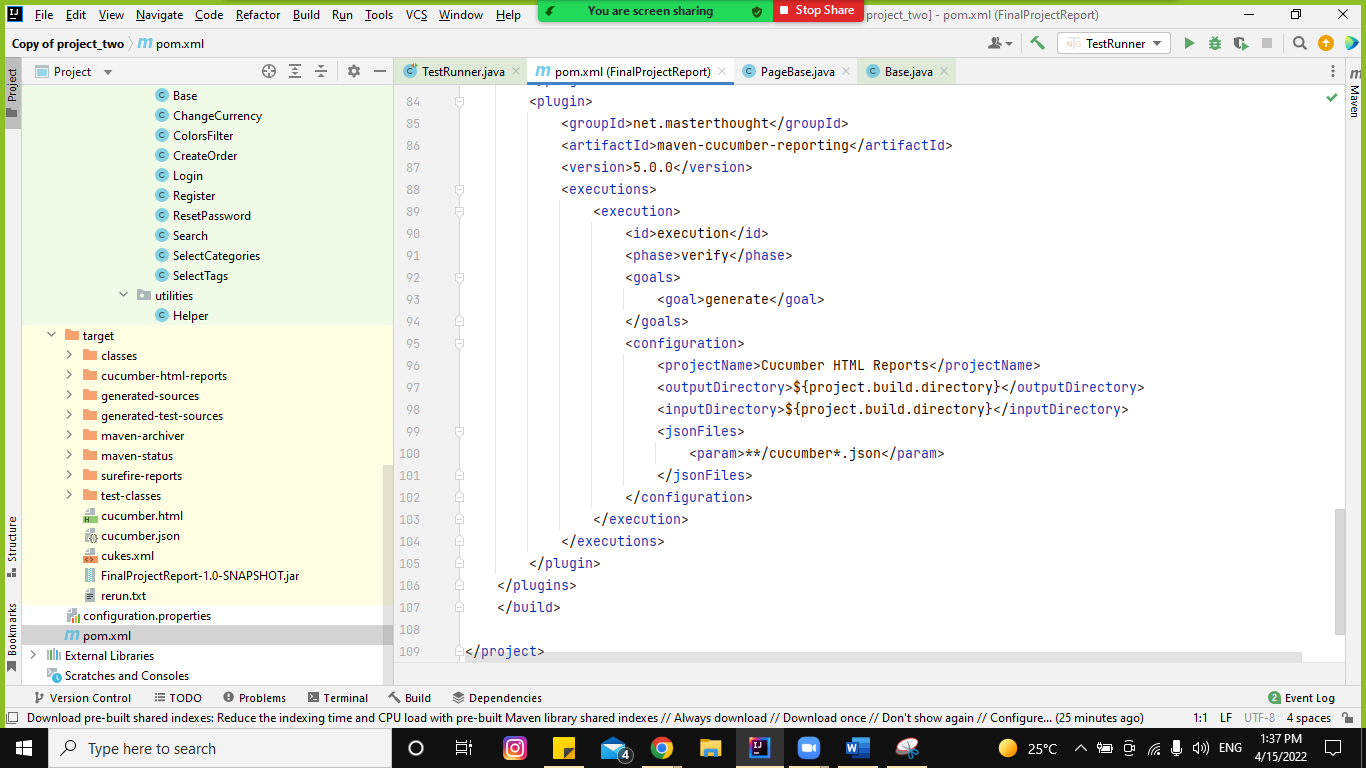 File Edit View Navigate Code Refactor Build Run Tools VCS Window Help You are screen sharing Stop Share project_two] - pom.xml (FinalProjectReport)
Copy of project_two pom.xml TestRunner
Project TestRunner.java pom.xml (FinalProjectReport) PageBase.java Base.java
Project
Maven
Structure
Bookmarks
Base
ChangeCurrency
ColorsFilter
CreateOrder
Login
Register
ResetPassword
Search
SelectCategories
SelectTags
utilities
Helper
target
classes
cucumber-html-reports
generated-sources
generated-test-sources
maven-archiver
maven-status
surefire-reports
test-classes
cucumber.html
cucumber.json
cukes.xml
FinalProjectReport-1.0-SNAPSHOT.jar
rerun.txt
configuration.properties
pom.xml
External Libraries
Scratches and Consoles
84 <plugin>
85 <groupId>net.masterthought</groupId>
86 <artifactId>maven-cucumber-reporting</artifactId>
87 <version>5.0.0</version>
88 <executions>
89 <execution>
90 <id>execution</id>
91 <phase>verify</phase>
92 <goals>
93 <goal>generate</goal>
94 </goals>
95 <configuration>
96 <projectName>Cucumber HTML Reports</projectName>
97 <outputDirectory>${project.build.directory}</outputDirectory>
98 <inputDirectory>${project.build.directory}</inputDirectory>
99 <jsonFiles>
100 <param>**/cucumber*.json</param>
101 </jsonFiles>
102 </configuration>
103 </execution>
104 </executions>
105 </plugin>
106 </plugins>
107 </build>
108
109 </project>
Version Control TODO Problems Terminal Build Dependencies 2 Event Log
Download pre-built shared indexes: Reduce the indexing time and CPU load with pre-built Maven library shared indexes // Always download // Download once // Don't show again // Configure... (25 minutes ago) 1:1 LF UTF-8 4 spaces
Type here to search 4 25°C ENG 1:37 PM
4/15/2022